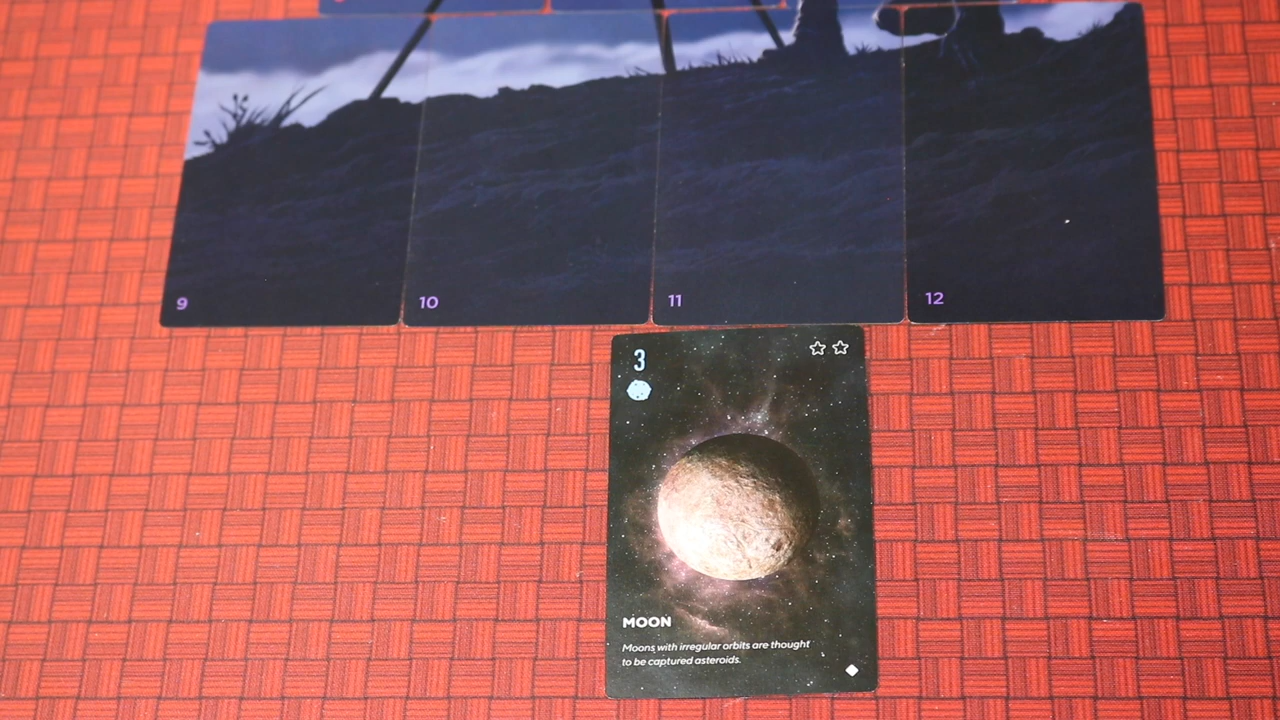 9
10
11
12
3
MOON
Moons with irregular orbits are thought
to be captured asteroids.